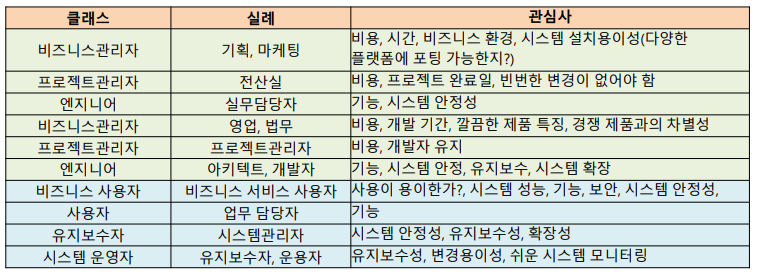 클래스 실례 관심사
비즈니스관리자 기획, 마케팅 비용, 시간, 비즈니스 환경, 시스템 설치용이성(다양한
플랫폼에 포팅 가능한지?)
프로젝트관리자 전산실 비용, 프로젝트 완료일, 빈번한 변경이 없어야 함
엔지니어 실무담당자 기능, 시스템 안정성
비즈니스관리자 영업, 법무 비용, 개발 기간, 깔끔한 제품 특징, 경쟁 제품과의 차별성
프로젝트관리자 프로젝트관리자 비용, 개발자 유지
엔지니어 아키텍트, 개발자 기능, 시스템 안정, 유지보수, 시스템 확장
비즈니스 사용자 비즈니스 서비스 사용자 사용이 용이한가?, 시스템 성능, 기능, 보안, 시스템 안정성,
사용자 업무 담당자 기능
유지보수자 시스템관리자 시스템 안정성, 유지보수성, 확장성
시스템 운영자 유지보수자, 운용자 유지보수성, 변경용이성, 쉬운 시스템 모니터링